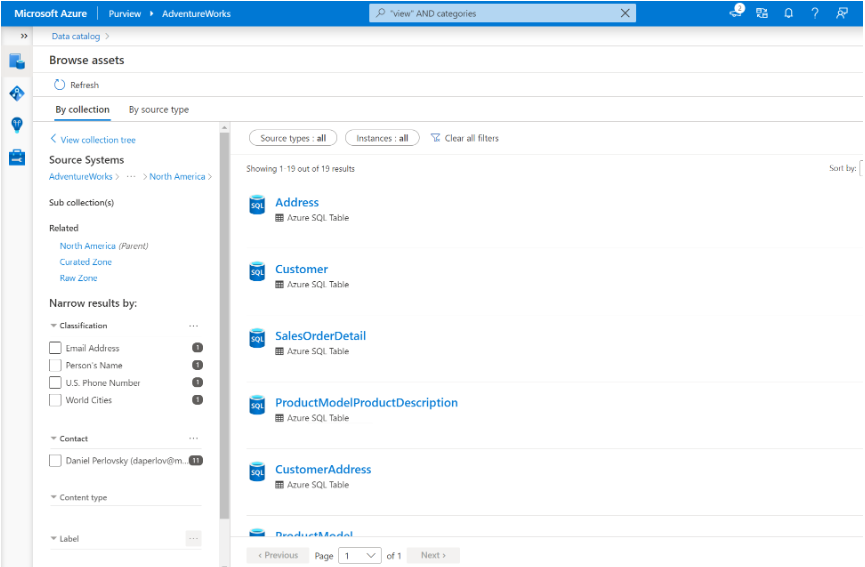 Microsoft Azure Purview AdventureWorks "view" AND categories 2
Data catalog
Browse assets
Refresh
By collection By source type
View collection tree
Source Systems
AdventureWorks > ··· > North America >
Sub collection(s)
Related
North America (Parent)
Curated Zone
Raw Zone
Narrow results by:
Classification ···
Email Address 1
Person's Name 1
U.S. Phone Number 1
World Cities 1
Contact ···
Daniel Perlovsky (daperlov@m... 11
Content type
Label ···
Source types : all Instances : all Clear all filters
Showing 1-19 out of 19 results Sort by:
SQL Address
Azure SQL Table
SQL Customer
Azure SQL Table
SQL SalesOrderDetail
Azure SQL Table
SQL ProductModelProductDescription
Azure SQL Table
SQL CustomerAddress
Azure SQL Table
ProductModel
‹ Previous Page 1 of 1 Next ›